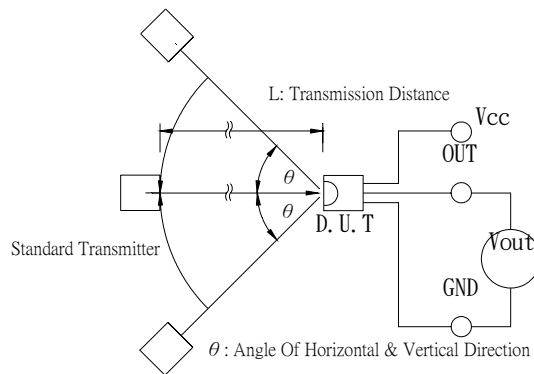 L: Transmission Distance
Vcc
OUT
θ
θ
D.U.T
Standard Transmitter
Vout
GND
θ : Angle Of Horizontal & Vertical Direction